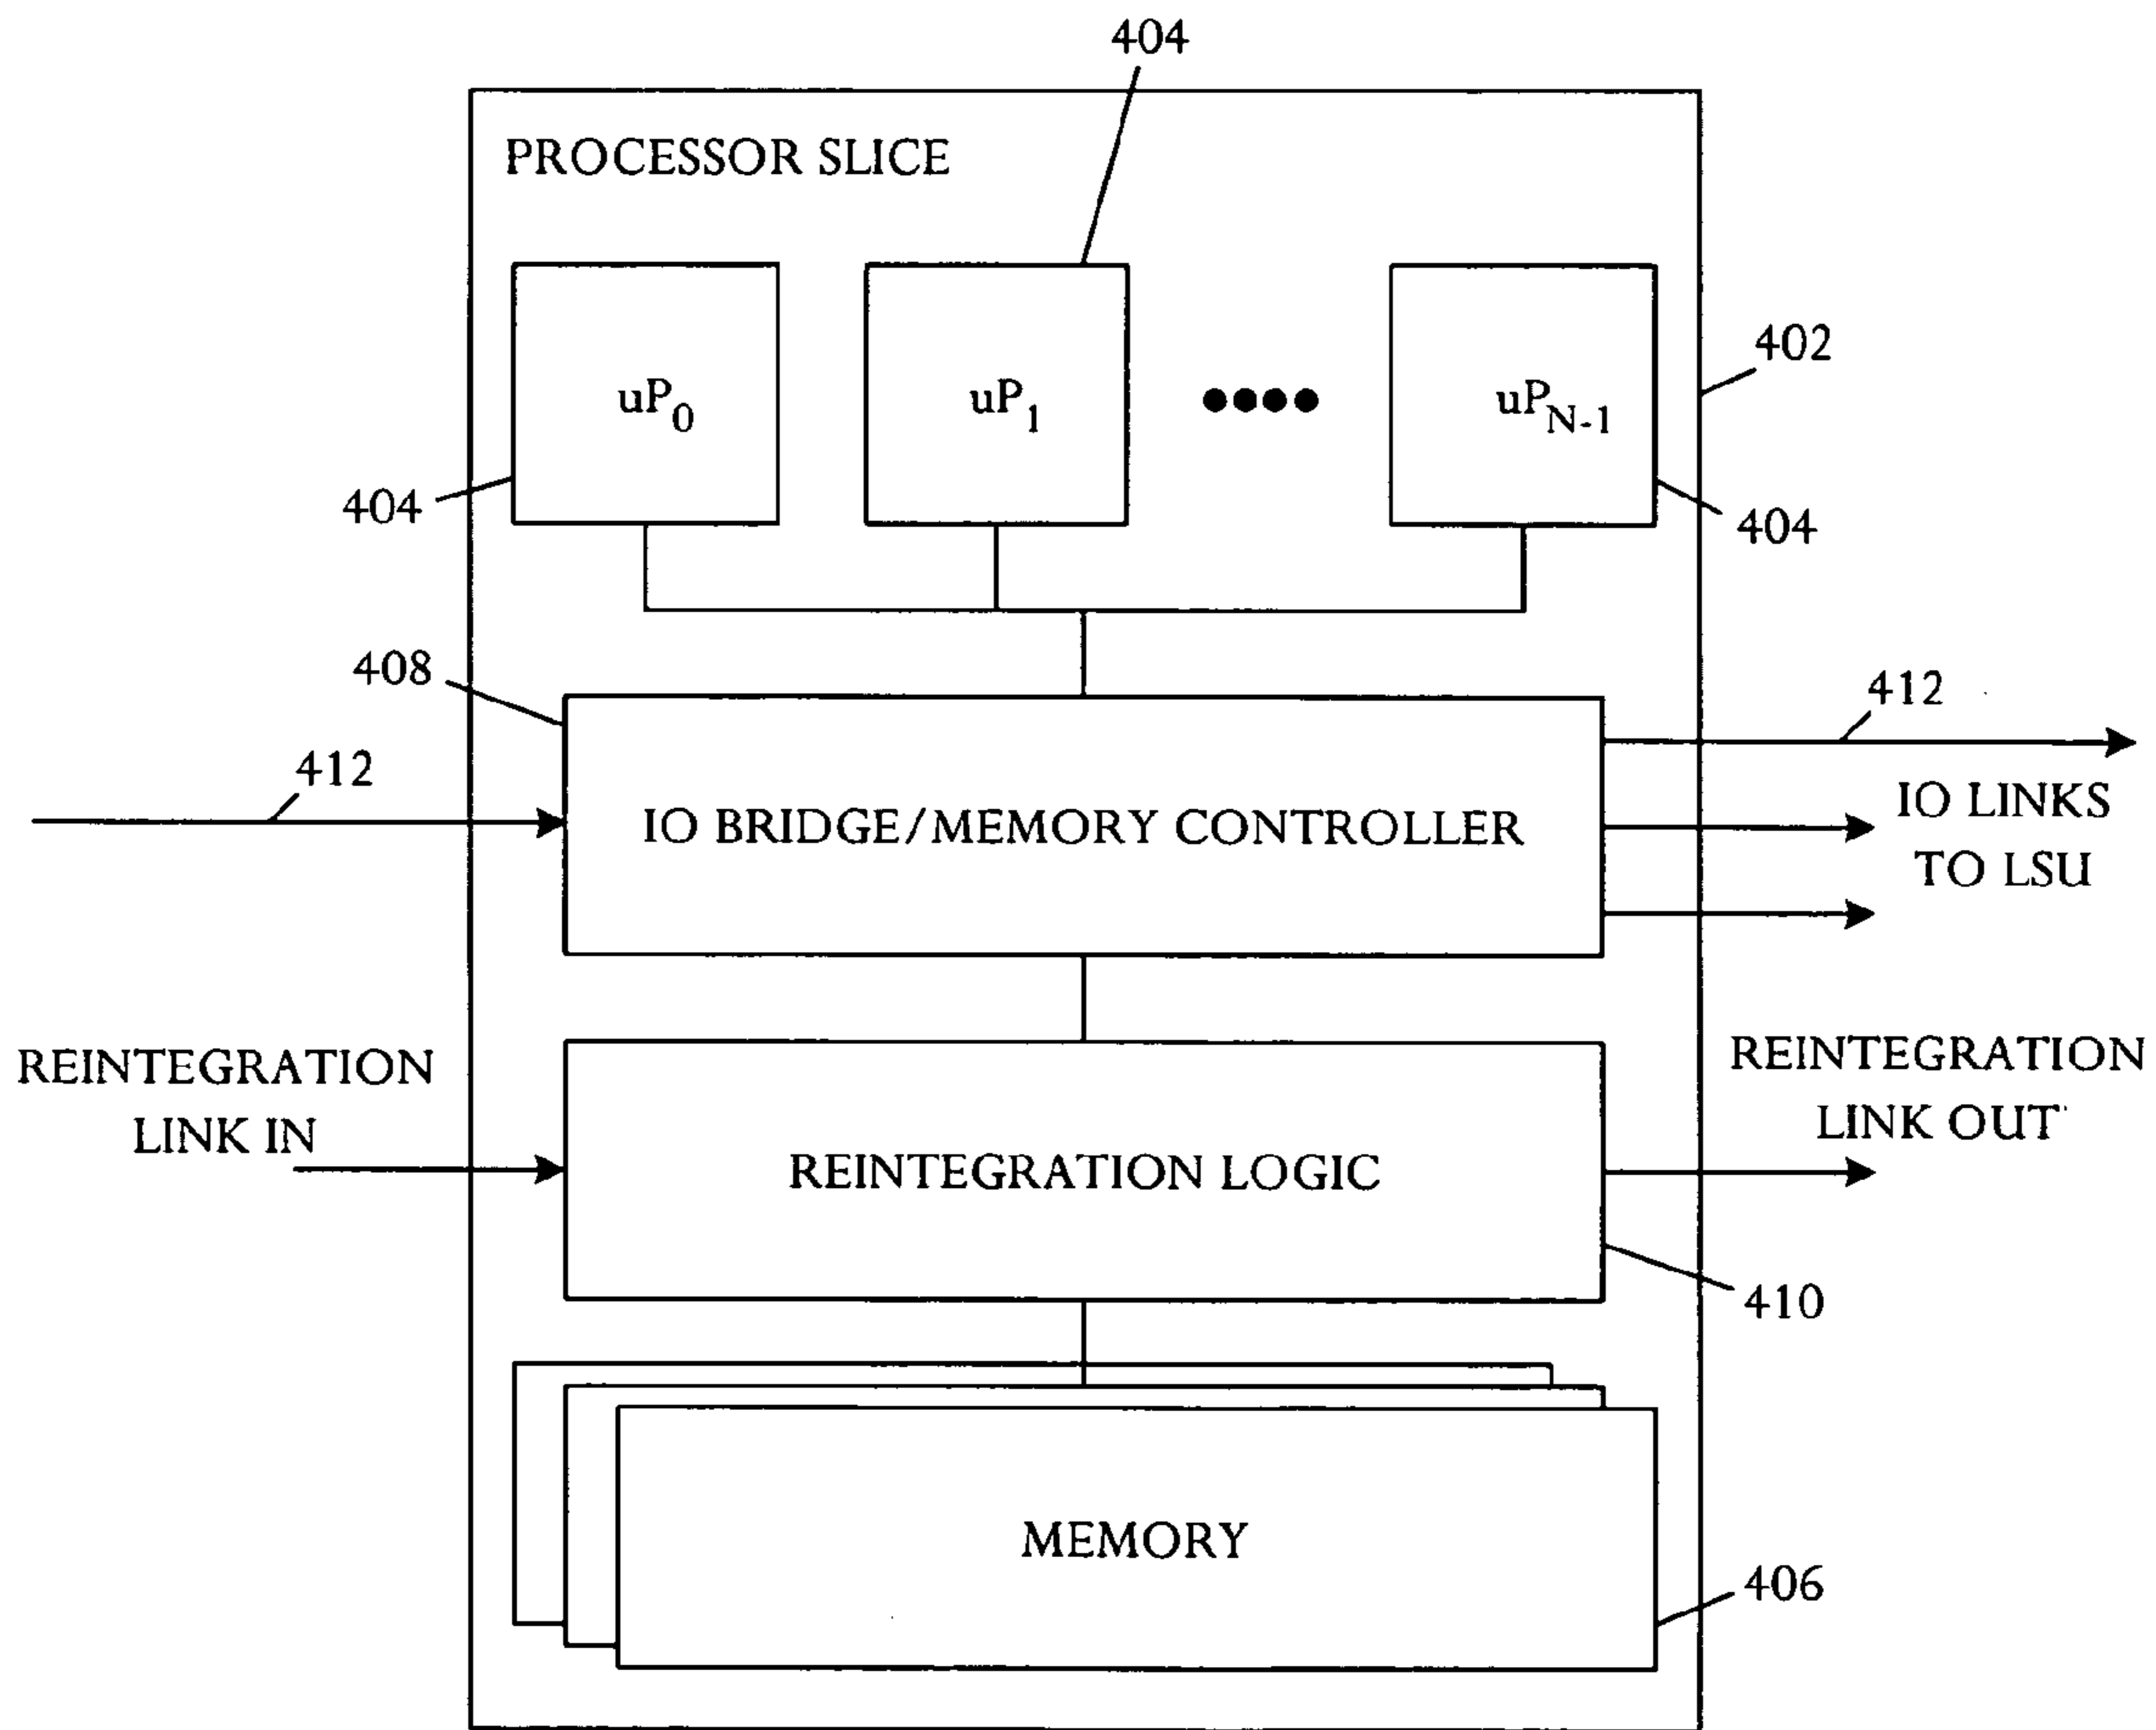 404
PROCESSOR SLICE
402
uP0
uP1
uPN-1
404
404
408
412
412
IO BRIDGE/MEMORY CONTROLLER
IO LINKS
TO LSU
REINTEGRATION
LINK IN
REINTEGRATION
LINK OUT
REINTEGRATION LOGIC
410
MEMORY
406